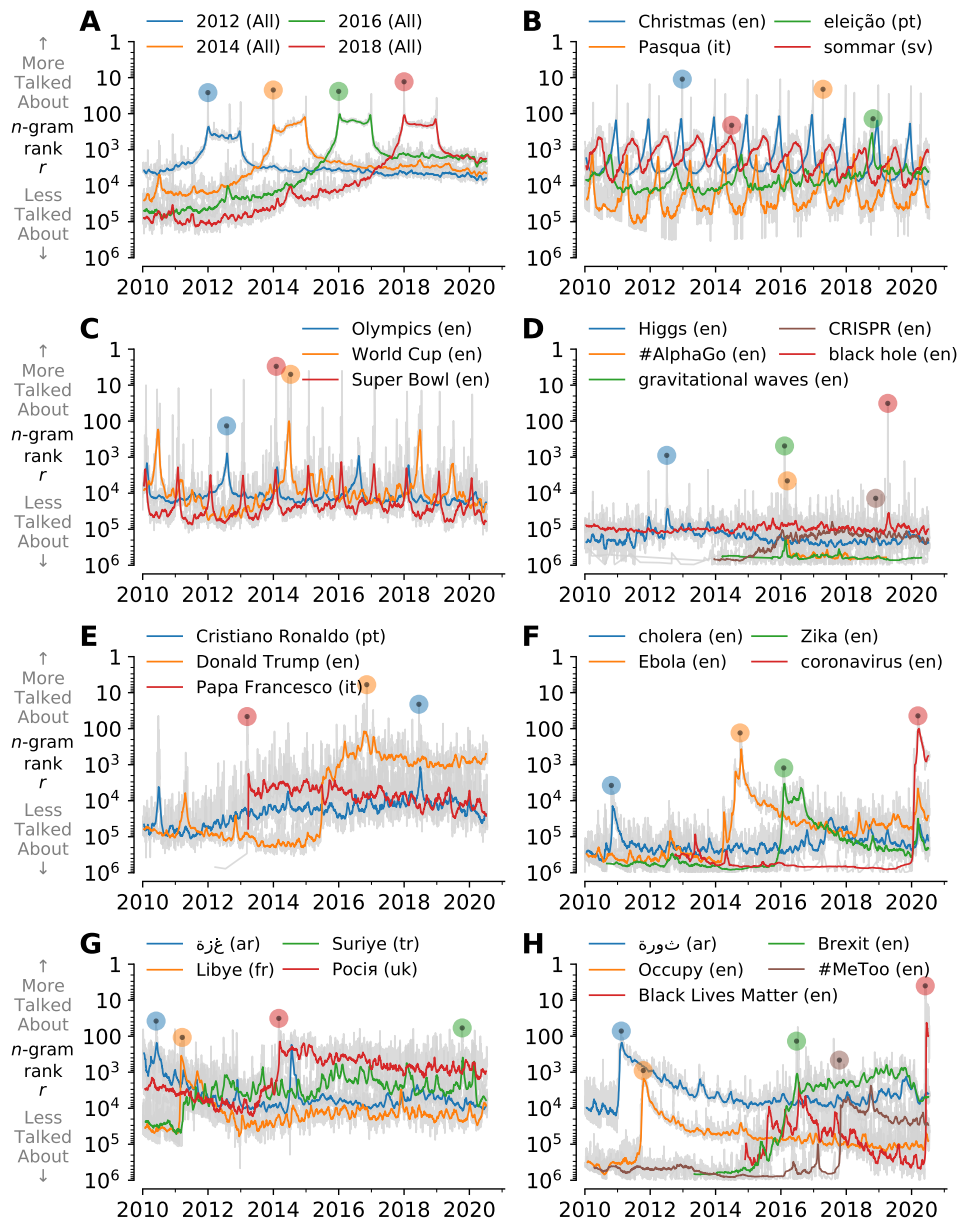 A
2012 (All)
2016 (All)
2014 (All)
2018 (All)
↑
More
Talked
About
n-gram
rank
r
Less
Talked
About
↓
1
10
100
10³
10⁴
10⁵
10⁶
2010 2012 2014 2016 2018 2020
B
Christmas (en)
eleição (pt)
Pasqua (it)
sommar (sv)
1
10
100
10³
10⁴
10⁵
10⁶
2010 2012 2014 2016 2018 2020
C
Olympics (en)
World Cup (en)
Super Bowl (en)
↑
More
Talked
About
n-gram
rank
r
Less
Talked
About
↓
1
10
100
10³
10⁴
10⁵
10⁶
2010 2012 2014 2016 2018 2020
D
Higgs (en)
CRISPR (en)
#AlphaGo (en)
black hole (en)
gravitational waves (en)
1
10
100
10³
10⁴
10⁵
10⁶
2010 2012 2014 2016 2018 2020
E
Cristiano Ronaldo (pt)
Donald Trump (en)
Papa Francesco (it)
↑
More
Talked
About
n-gram
rank
r
Less
Talked
About
↓
1
10
100
10³
10⁴
10⁵
10⁶
2010 2012 2014 2016 2018 2020
F
cholera (en)
Zika (en)
Ebola (en)
coronavirus (en)
1
10
100
10³
10⁴
10⁵
10⁶
2010 2012 2014 2016 2018 2020
G
غزة (ar)
Suriye (tr)
Libye (fr)
Росія (uk)
↑
More
Talked
About
n-gram
rank
r
Less
Talked
About
↓
1
10
100
10³
10⁴
10⁵
10⁶
2010 2012 2014 2016 2018 2020
H
ثورة (ar)
Brexit (en)
Occupy (en)
#MeToo (en)
Black Lives Matter (en)
1
10
100
10³
10⁴
10⁵
10⁶
2010 2012 2014 2016 2018 2020